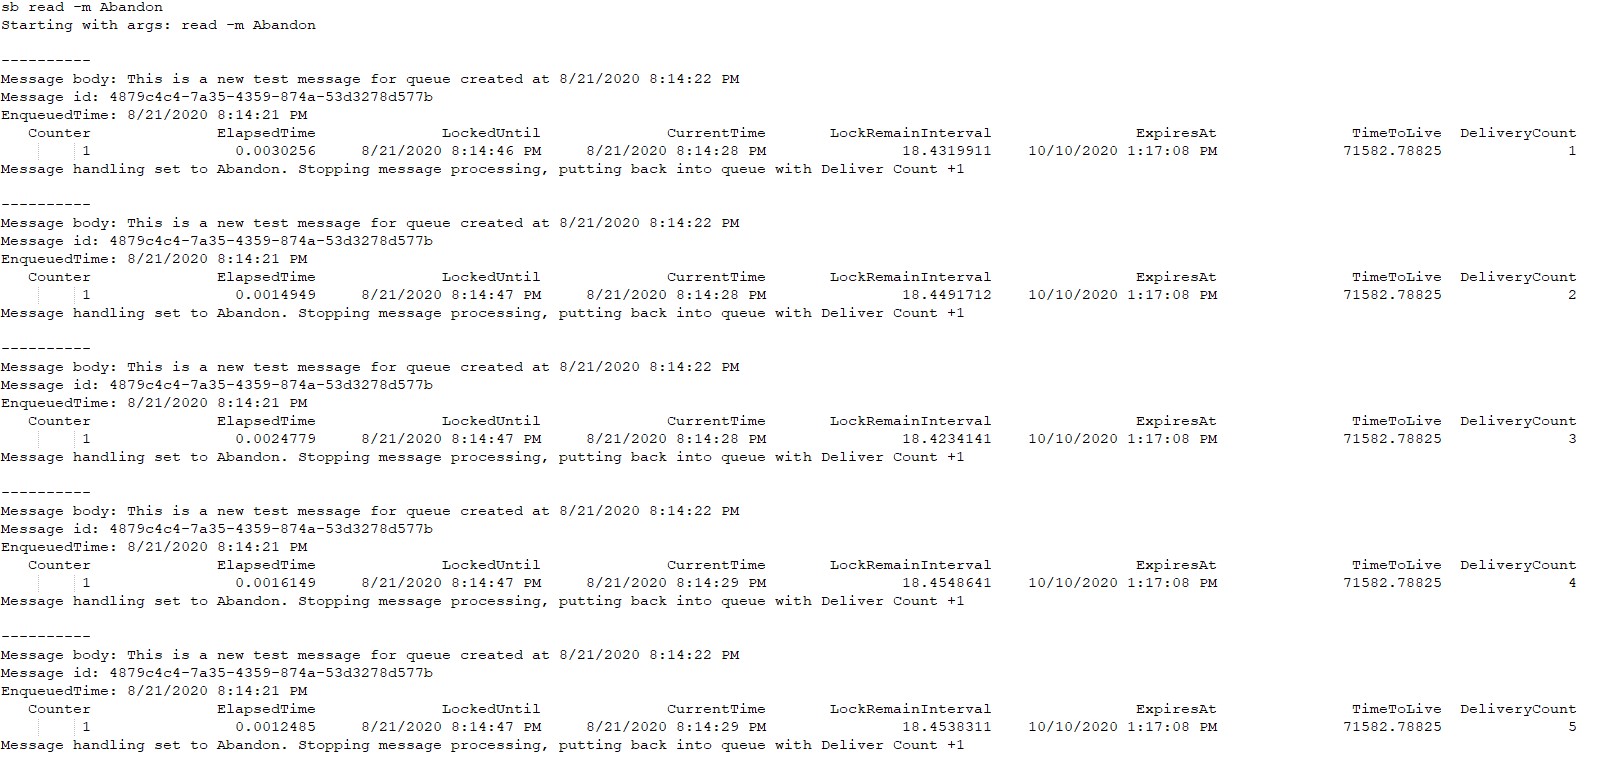 sb read -m Abandon
Starting with args: read -m Abandon
----------
Message body: This is a new test message for queue created at 8/21/2020 8:14:22 PM
Message id: 4879c4c4-7a35-4359-874a-53d3278d577b
EnqueuedTime: 8/21/2020 8:14:21 PM
Counter ElapsedTime LockedUntil CurrentTime LockRemainInterval ExpiresAt TimeToLive DeliveryCount
1 0.0030256 8/21/2020 8:14:46 PM 8/21/2020 8:14:28 PM 18.4319911 10/10/2020 1:17:08 PM 71582.78825 1
Message handling set to Abandon. Stopping message processing, putting back into queue with Deliver Count +1
----------
Message body: This is a new test message for queue created at 8/21/2020 8:14:22 PM
Message id: 4879c4c4-7a35-4359-874a-53d3278d577b
EnqueuedTime: 8/21/2020 8:14:21 PM
Counter ElapsedTime LockedUntil CurrentTime LockRemainInterval ExpiresAt TimeToLive DeliveryCount
1 0.0014949 8/21/2020 8:14:47 PM 8/21/2020 8:14:28 PM 18.4491712 10/10/2020 1:17:08 PM 71582.78825 2
Message handling set to Abandon. Stopping message processing, putting back into queue with Deliver Count +1
----------
Message body: This is a new test message for queue created at 8/21/2020 8:14:22 PM
Message id: 4879c4c4-7a35-4359-874a-53d3278d577b
EnqueuedTime: 8/21/2020 8:14:21 PM
Counter ElapsedTime LockedUntil CurrentTime LockRemainInterval ExpiresAt TimeToLive DeliveryCount
1 0.0024779 8/21/2020 8:14:47 PM 8/21/2020 8:14:28 PM 18.4234141 10/10/2020 1:17:08 PM 71582.78825 3
Message handling set to Abandon. Stopping message processing, putting back into queue with Deliver Count +1
----------
Message body: This is a new test message for queue created at 8/21/2020 8:14:22 PM
Message id: 4879c4c4-7a35-4359-874a-53d3278d577b
EnqueuedTime: 8/21/2020 8:14:21 PM
Counter ElapsedTime LockedUntil CurrentTime LockRemainInterval ExpiresAt TimeToLive DeliveryCount
1 0.0016149 8/21/2020 8:14:47 PM 8/21/2020 8:14:29 PM 18.4548641 10/10/2020 1:17:08 PM 71582.78825 4
Message handling set to Abandon. Stopping message processing, putting back into queue with Deliver Count +1
----------
Message body: This is a new test message for queue created at 8/21/2020 8:14:22 PM
Message id: 4879c4c4-7a35-4359-874a-53d3278d577b
EnqueuedTime: 8/21/2020 8:14:21 PM
Counter ElapsedTime LockedUntil CurrentTime LockRemainInterval ExpiresAt TimeToLive DeliveryCount
1 0.0012485 8/21/2020 8:14:47 PM 8/21/2020 8:14:29 PM 18.4538311 10/10/2020 1:17:08 PM 71582.78825 5
Message handling set to Abandon. Stopping message processing, putting back into queue with Deliver Count +1